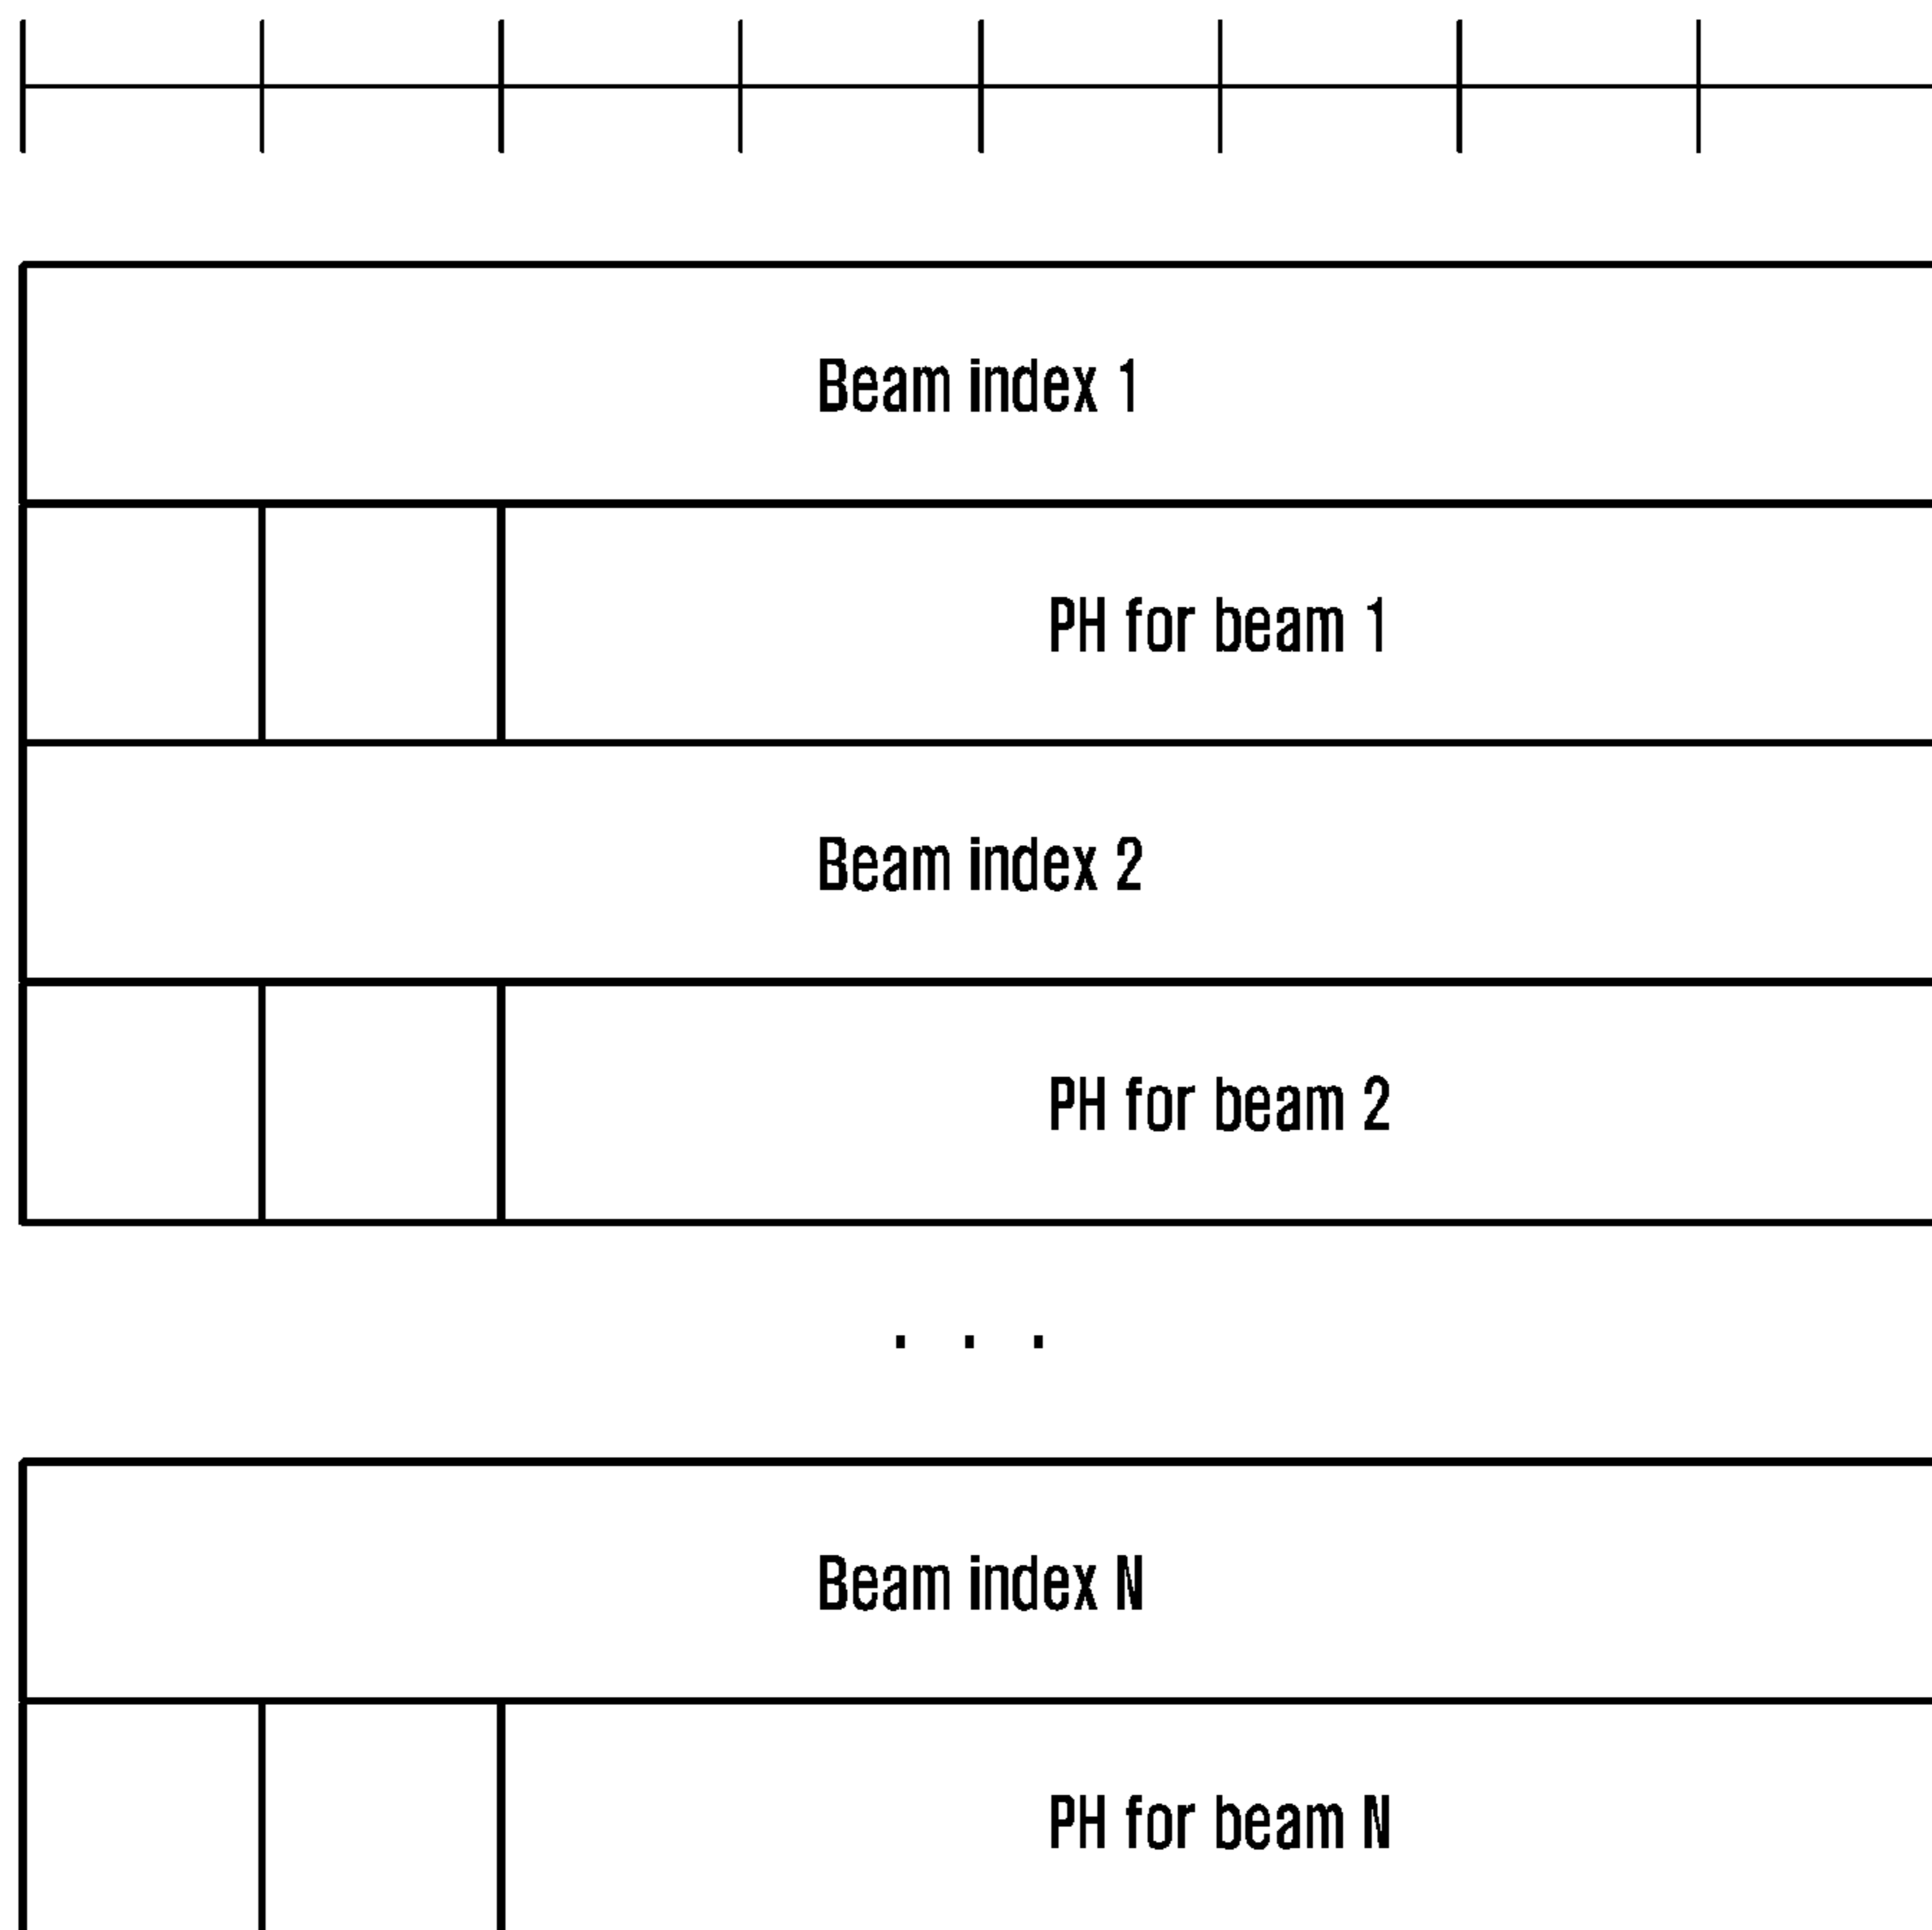 Beam index 1
PH for beam 1
Beam index 2
PH for beam 2
. . .
Beam index N
PH for beam N